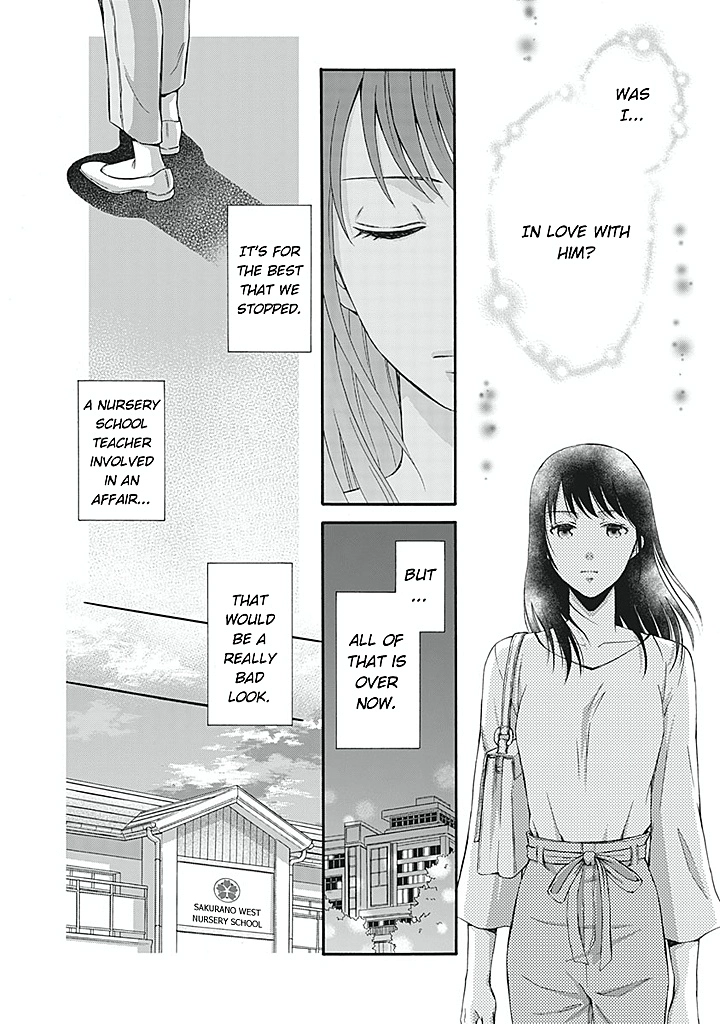 WAS
I...
IN LOVE WITH
HIM?
BUT
...
ALL OF
THAT IS
OVER
NOW.
IT'S FOR
THE BEST
THAT WE
STOPPED.
A NURSERY
SCHOOL
TEACHER
INVOLVED
IN AN
AFFAIR...
THAT
WOULD
BE A
REALLY
BAD
LOOK.
SAKURANO WEST
NURSERY SCHOOL